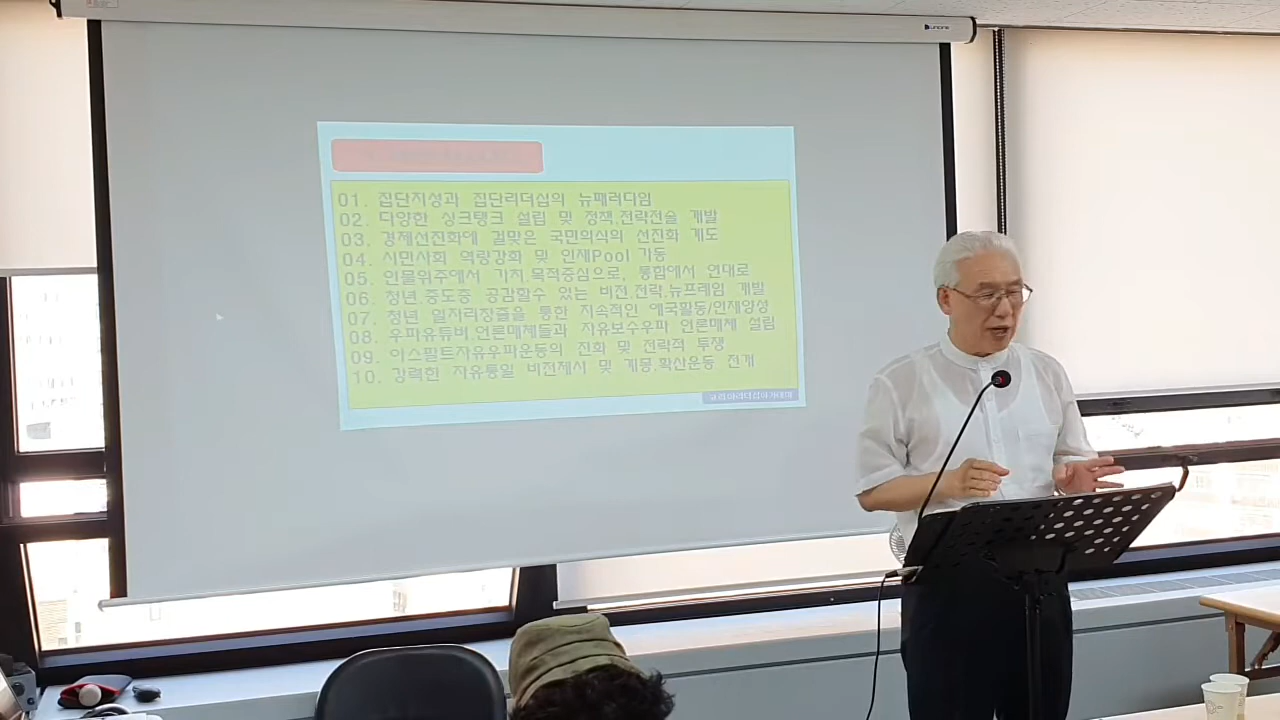 01. 집단지성과 집단리더십의 뉴패러다임
02. 다양한 싱크탱크 설립 및 정책.전략전술 개발
03. 경제선진화에 걸맞은 국민의식의 선진화 계도
04. 시민사회 역량강화 및 인재Pool 가동
05. 인물위주에서 가치.목적중심으로, 통합에서 연대로
06. 청년.중도층 공감할수 있는 비전.전략.뉴프레임 개발
07. 청년 일자리창출을 통한 지속적인 애국활동/인재양성
08. 우파유튜버.언론매체들과 자유보수우파 언론매체 설립
09. 아스팔트자유우파운동의 진화 및 전략적 투쟁
10. 강력한 자유통일 비전제시 및 계몽.확산운동 전개